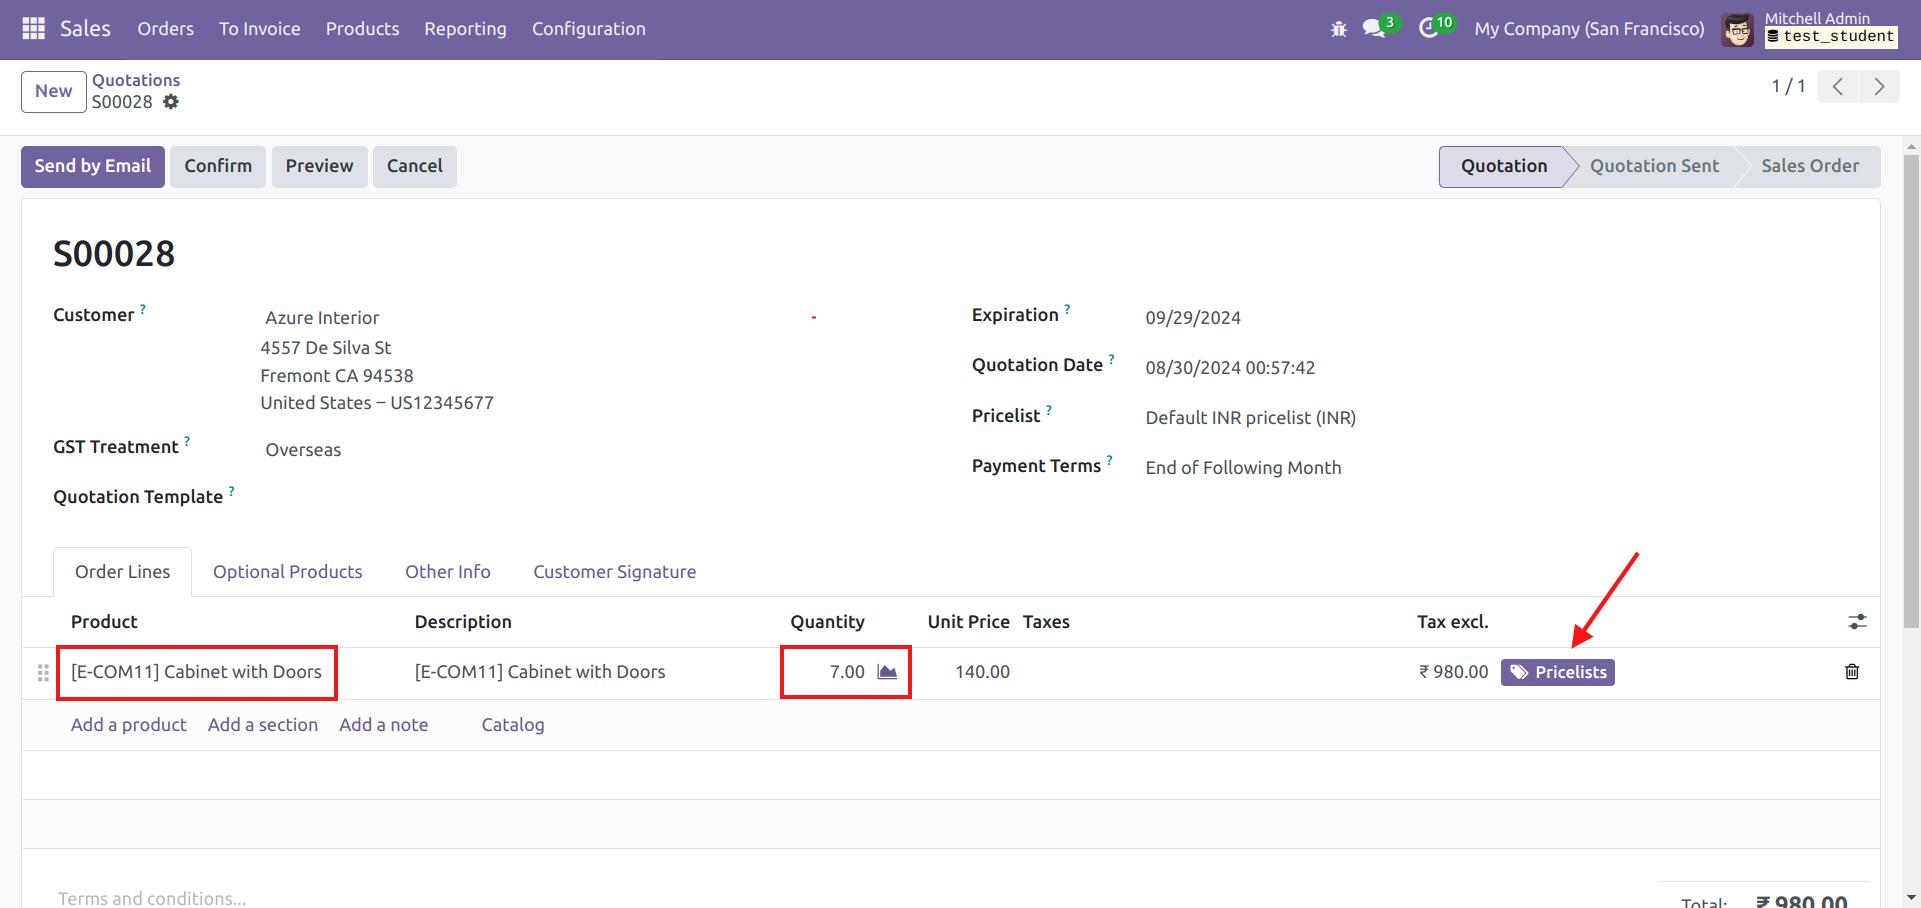 Sales Orders To Invoice Products Reporting Configuration 3 10 My Company (San Francisco) Mitchell Admin
test_student
New Quotations
S00028
1 / 1
Send by Email Confirm Preview Cancel Quotation Quotation Sent Sales Order
S00028
Customer ? Azure Interior -
4557 De Silva St
Fremont CA 94538
United States – US12345677
GST Treatment ? Overseas
Quotation Template ?
Expiration ? 09/29/2024
Quotation Date ? 08/30/2024 00:57:42
Pricelist ? Default INR pricelist (INR)
Payment Terms ? End of Following Month
Order Lines Optional Products Other Info Customer Signature
Product Description Quantity Unit Price Taxes Tax excl.
[E-COM11] Cabinet with Doors [E-COM11] Cabinet with Doors 7.00 140.00 ₹ 980.00 Pricelists
Add a product Add a section Add a note Catalog
Terms and conditions...
Total: ₹ 980.00